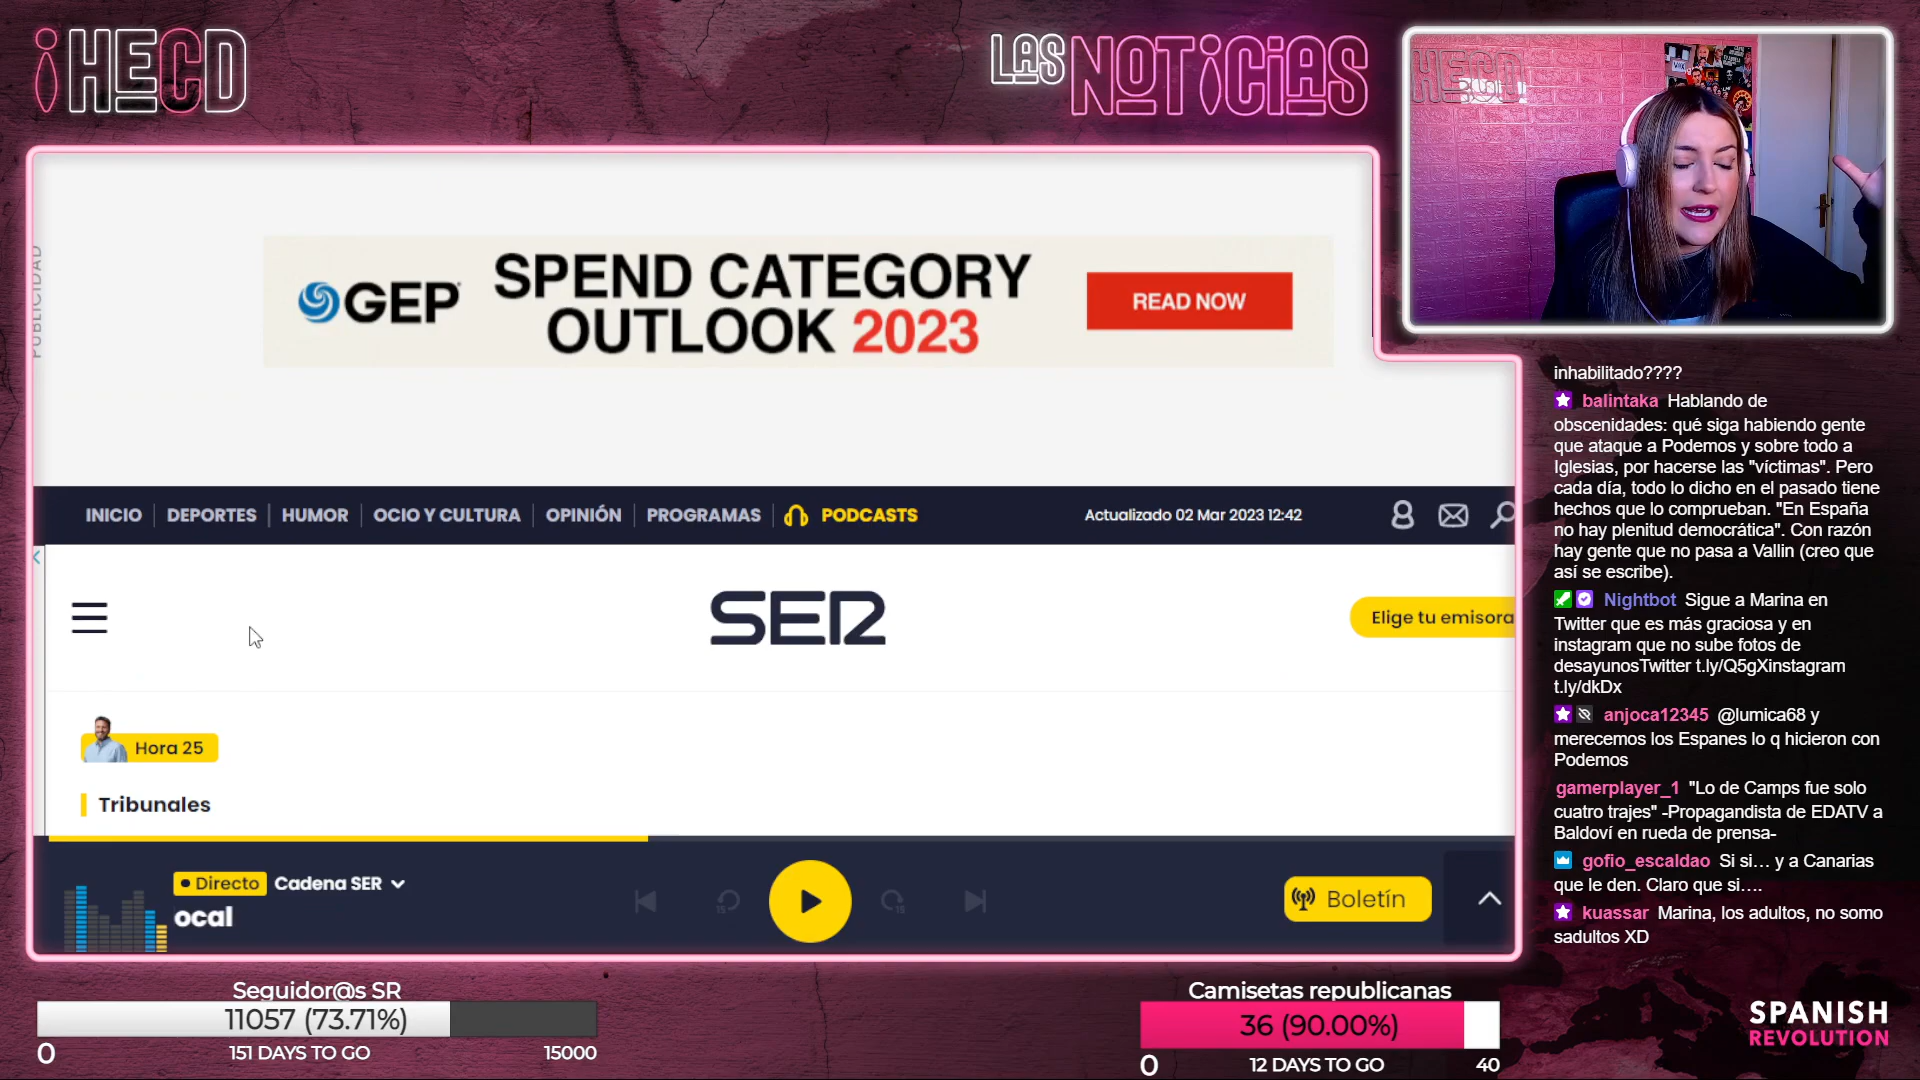 HECD
LAS NOTICIAS
HECD
PUBLICIDAD
GEP
SPEND CATEGORY
OUTLOOK 2023
READ NOW
INICIO
DEPORTES
HUMOR
OCIO Y CULTURA
OPINIÓN
PROGRAMAS
PODCASTS
Actualizado 02 Mar 2023 12:42
SER
Elige tu emisora
Hora 25
Tribunales
Directo
Cadena SER
ocal
15
15
Boletín
inhabilitado????
balintaka Hablando de
obscenidades: qué siga habiendo gente
que ataque a Podemos y sobre todo a
Iglesias, por hacerse las "víctimas". Pero
cada día, todo lo dicho en el pasado tiene
hechos que lo comprueban. "En España
no hay plenitud democrática". Con razón
hay gente que no pasa a Vallin (creo que
así se escribe).
Nightbot Sigue a Marina en
Twitter que es más graciosa y en
instagram que no sube fotos de
desayunosTwitter t.ly/Q5gXinstagram
t.ly/dkDx
anjoca12345 @lumica68 y
merecemos los Espanes lo q hicieron con
Podemos
gamerplayer_1 "Lo de Camps fue solo
cuatro trajes" -Propagandista de EDATV a
Baldoví en rueda de prensa-
gofio_escaldao Si si… y a Canarias
que le den. Claro que si….
kuassar Marina, los adultos, no somo
sadultos XD
Seguidor@s SR
11057 (73.71%)
0
151 DAYS TO GO
15000
Camisetas republicanas
36 (90.00%)
0
12 DAYS TO GO
40
SPANISH
REVOLUTION